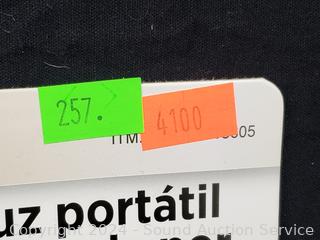 257.
4100
ITM.
uz portátil
Copyright 2024 - Sound Auction Service